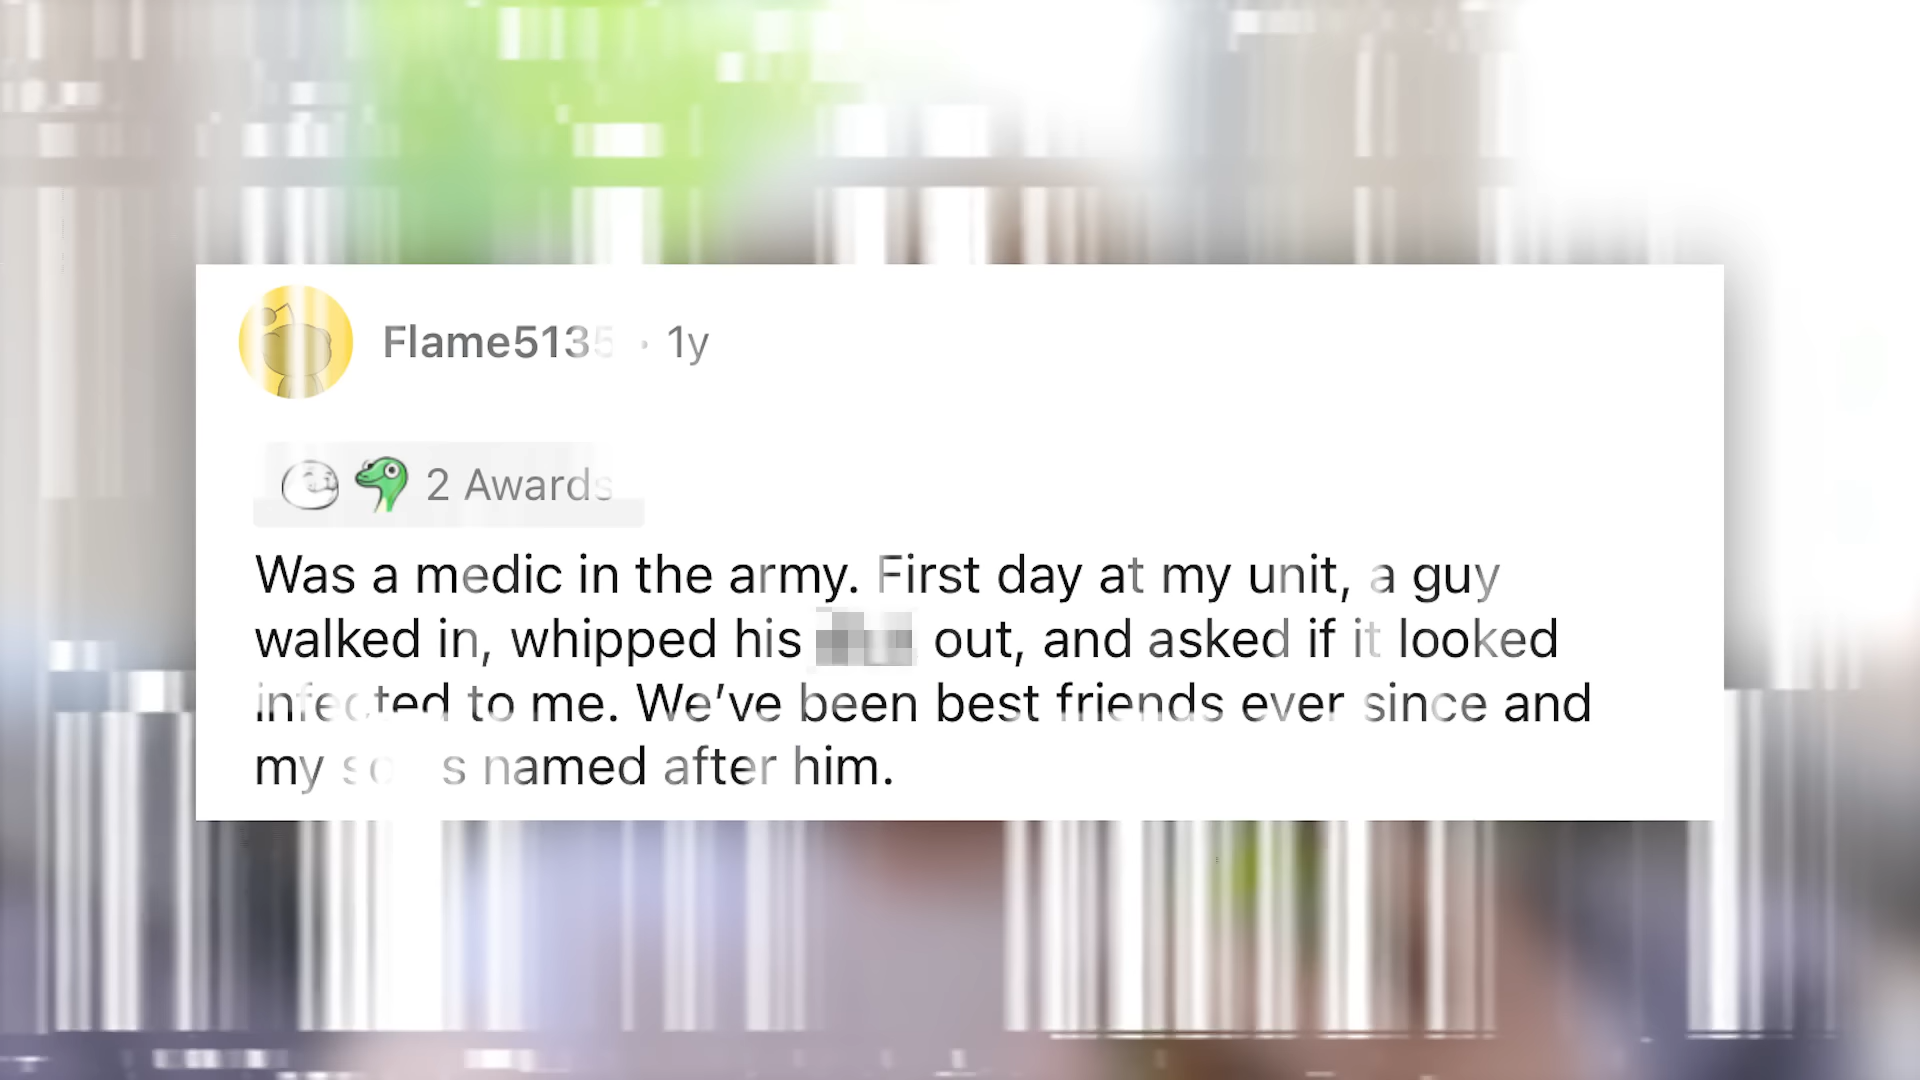 Flame5135 · 1y
2 Awards
Was a medic in the army. First day at my unit, a guy
walked in, whipped his out, and asked if it looked
infected to me. We've been best friends ever since and
my named after him.